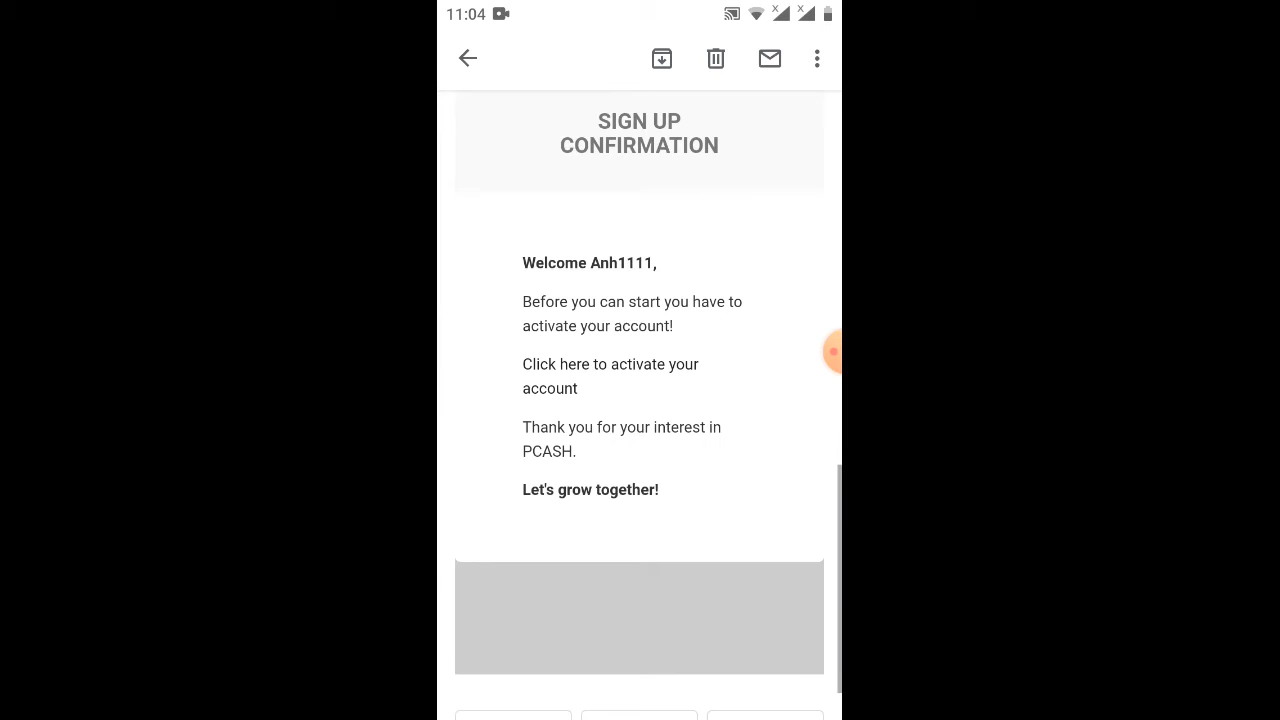 11:04
SIGN UP
CONFIRMATION
Welcome Anh1111,
Before you can start you have to
activate your account!
Click here to activate your
account
Thank you for your interest in
PCASH.
Let's grow together!